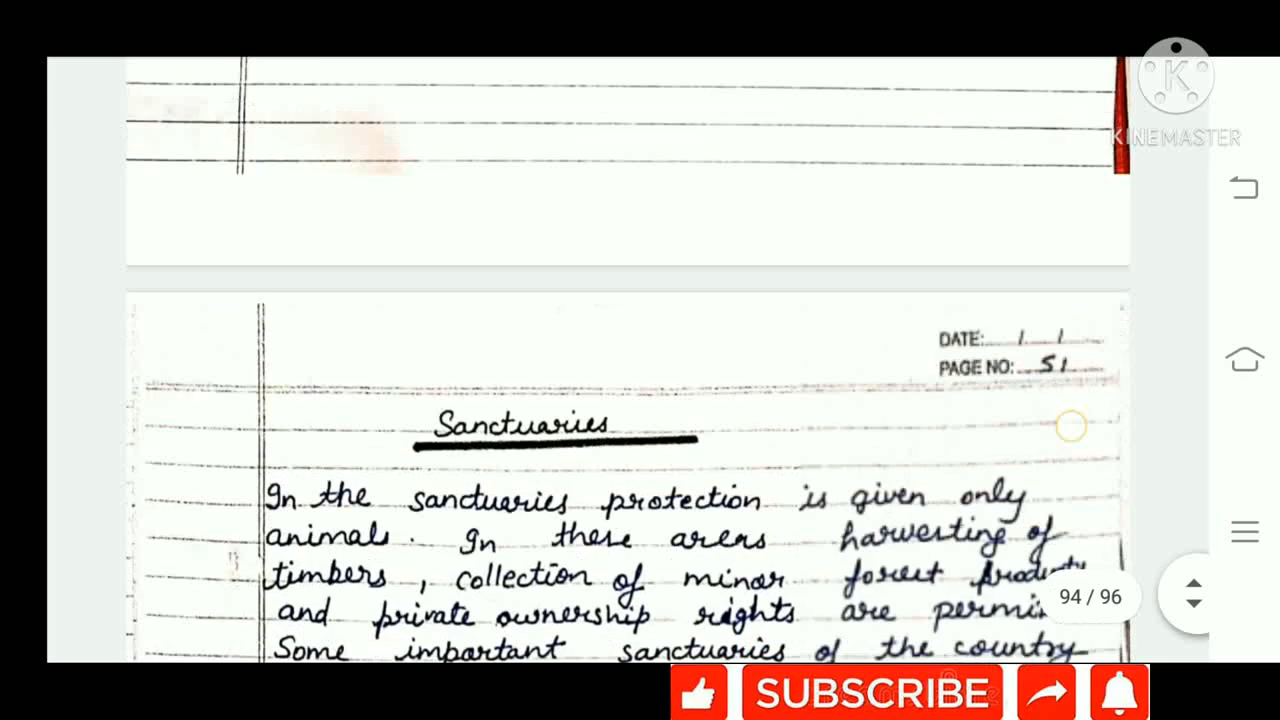 K
KINEMASTER
DATE: / /
PAGE NO: 51
Sanctuaries
In the sanctuaries protection is given only
animals. In these areas harvesting of
timbers, collection of minor forest products
and private ownership rights are permi
Some important sanctuaries of the country
94 / 96
SUBSCRIBE